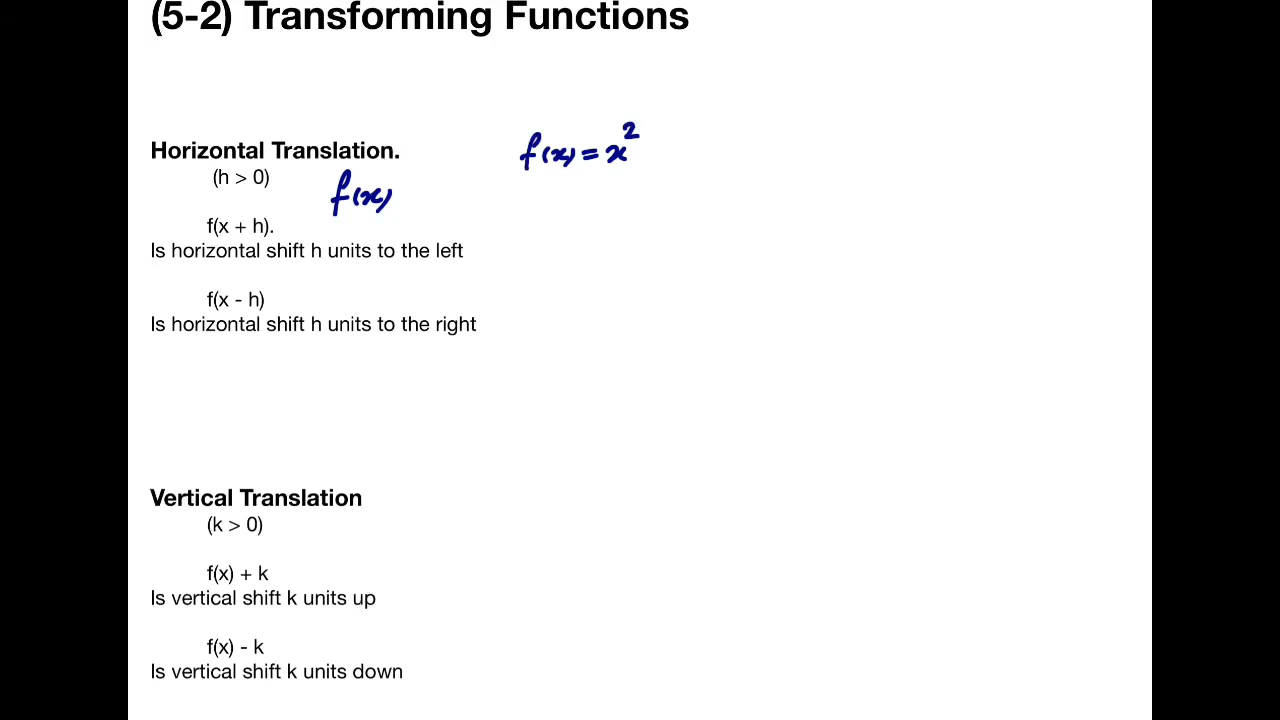 (5-2) Transforming Functions
Horizontal Translation.
f(x) = x²
(h > 0)
f(x)
f(x + h).
Is horizontal shift h units to the left
f(x - h)
Is horizontal shift h units to the right
Vertical Translation
(k > 0)
f(x) + k
Is vertical shift k units up
f(x) - k
Is vertical shift k units down